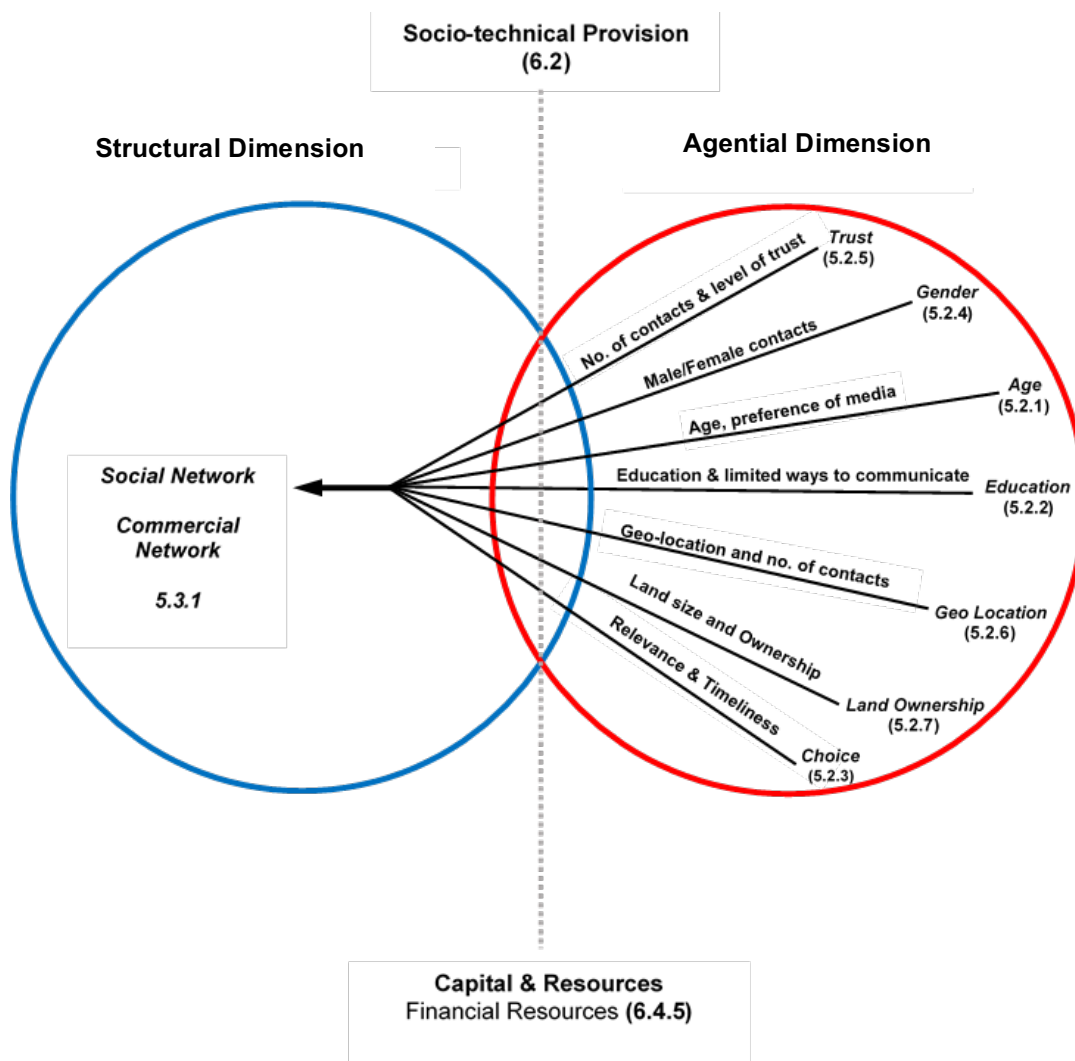 Socio-technical Provision
(6.2)
Structural Dimension
Agential Dimension
No. of contacts & level of trust
Trust
(5.2.5)
Male/Female contacts
Gender
(5.2.4)
Age, preference of media
Age
(5.2.1)
Education & limited ways to communicate
Education
(5.2.2)
Social Network
Commercial
Network
5.3.1
Geo-location and no. of contacts
Geo Location
(5.2.6)
Land size and Ownership
Land Ownership
(5.2.7)
Relevance & Timeliness
Choice
(5.2.3)
Capital & Resources
Financial Resources (6.4.5)